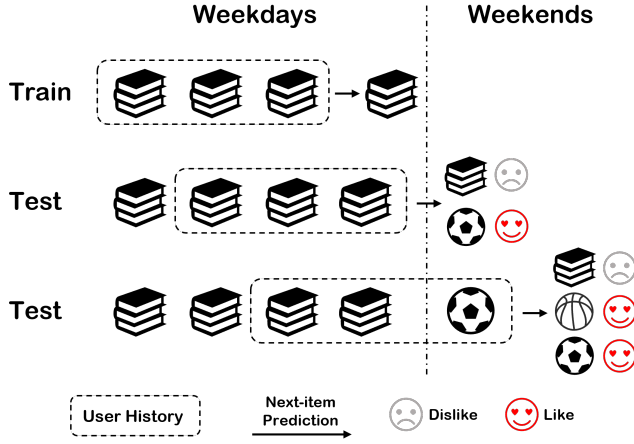 Weekdays
Weekends
Train
Test
Test
User History
Next-item
Prediction
Dislike
Like